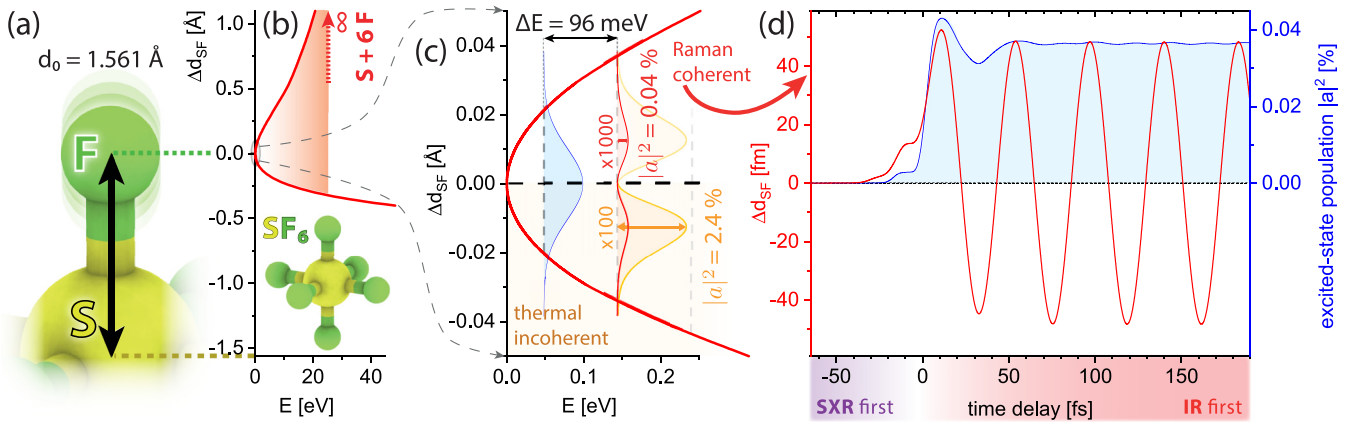 (a)
d₀ = 1.561 Å
F
S
(b)
Δd_SF [Å]
1.0
0.5
0.0
-0.5
-1.0
-1.5
∞
S + 6 F
SF₆
0
20
40
E [eV]
(c)
ΔE = 96 meV
Δd_SF [Å]
0.04
0.02
0.00
-0.02
-0.04
x1000
|a|² = 0.04 %
x100
|a|² = 2.4 %
Raman
coherent
thermal
incoherent
0.0
0.1
0.2
E [eV]
(d)
Δd_SF [fm]
40
20
0
-20
-40
0.04
0.02
0.00
excited-state population |a|² [%]
-50
0
50
100
150
SXR first
time delay [fs]
IR first